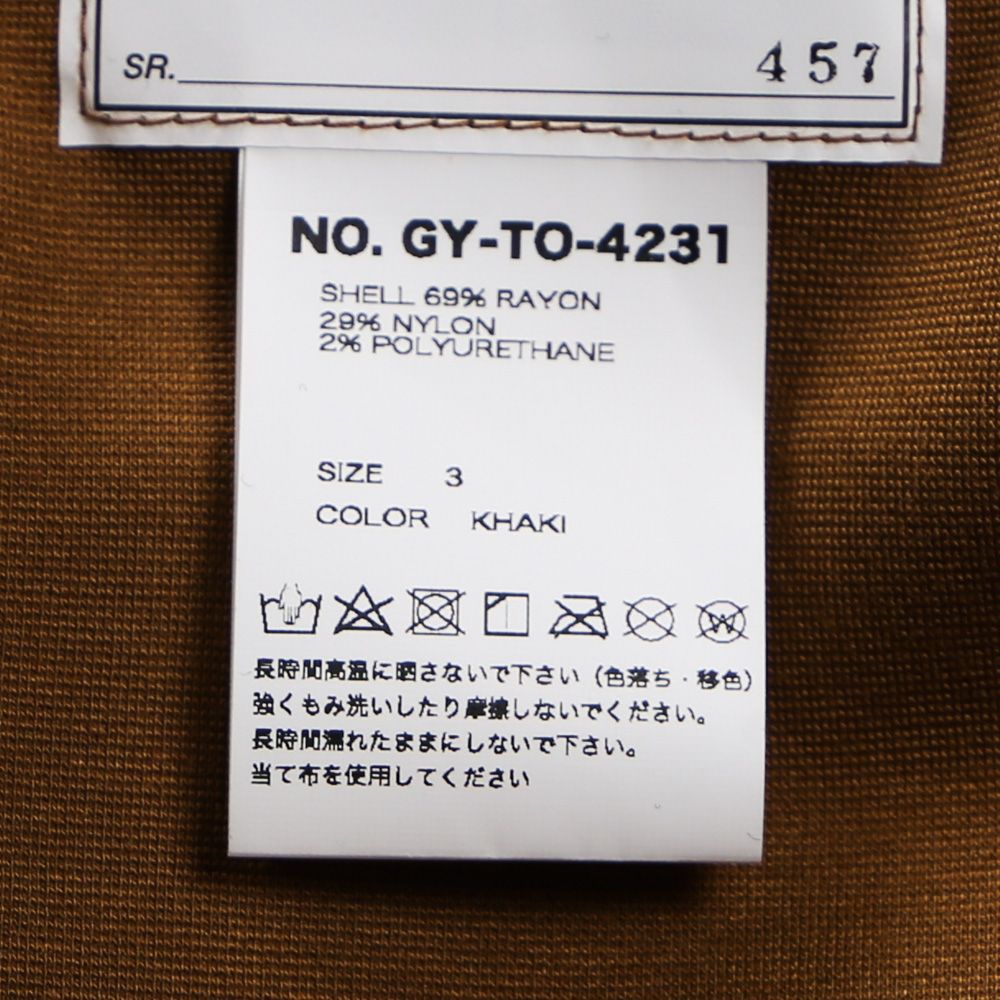 SR. 457
NO. GY-TO-4231
SHELL 69% RAYON
29% NYLON
2% POLYURETHANE
SIZE 3
COLOR KHAKI
長時間高温に晒さないで下さい（色落ち・移色）
強くもみ洗いしたり摩擦しないでください。
長時間濡れたままにしないで下さい。
当て布を使用してください